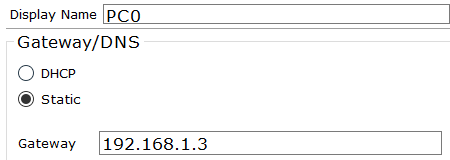 Display Name PC0
Gateway/DNS
DHCP
Static
Gateway 192.168.1.3